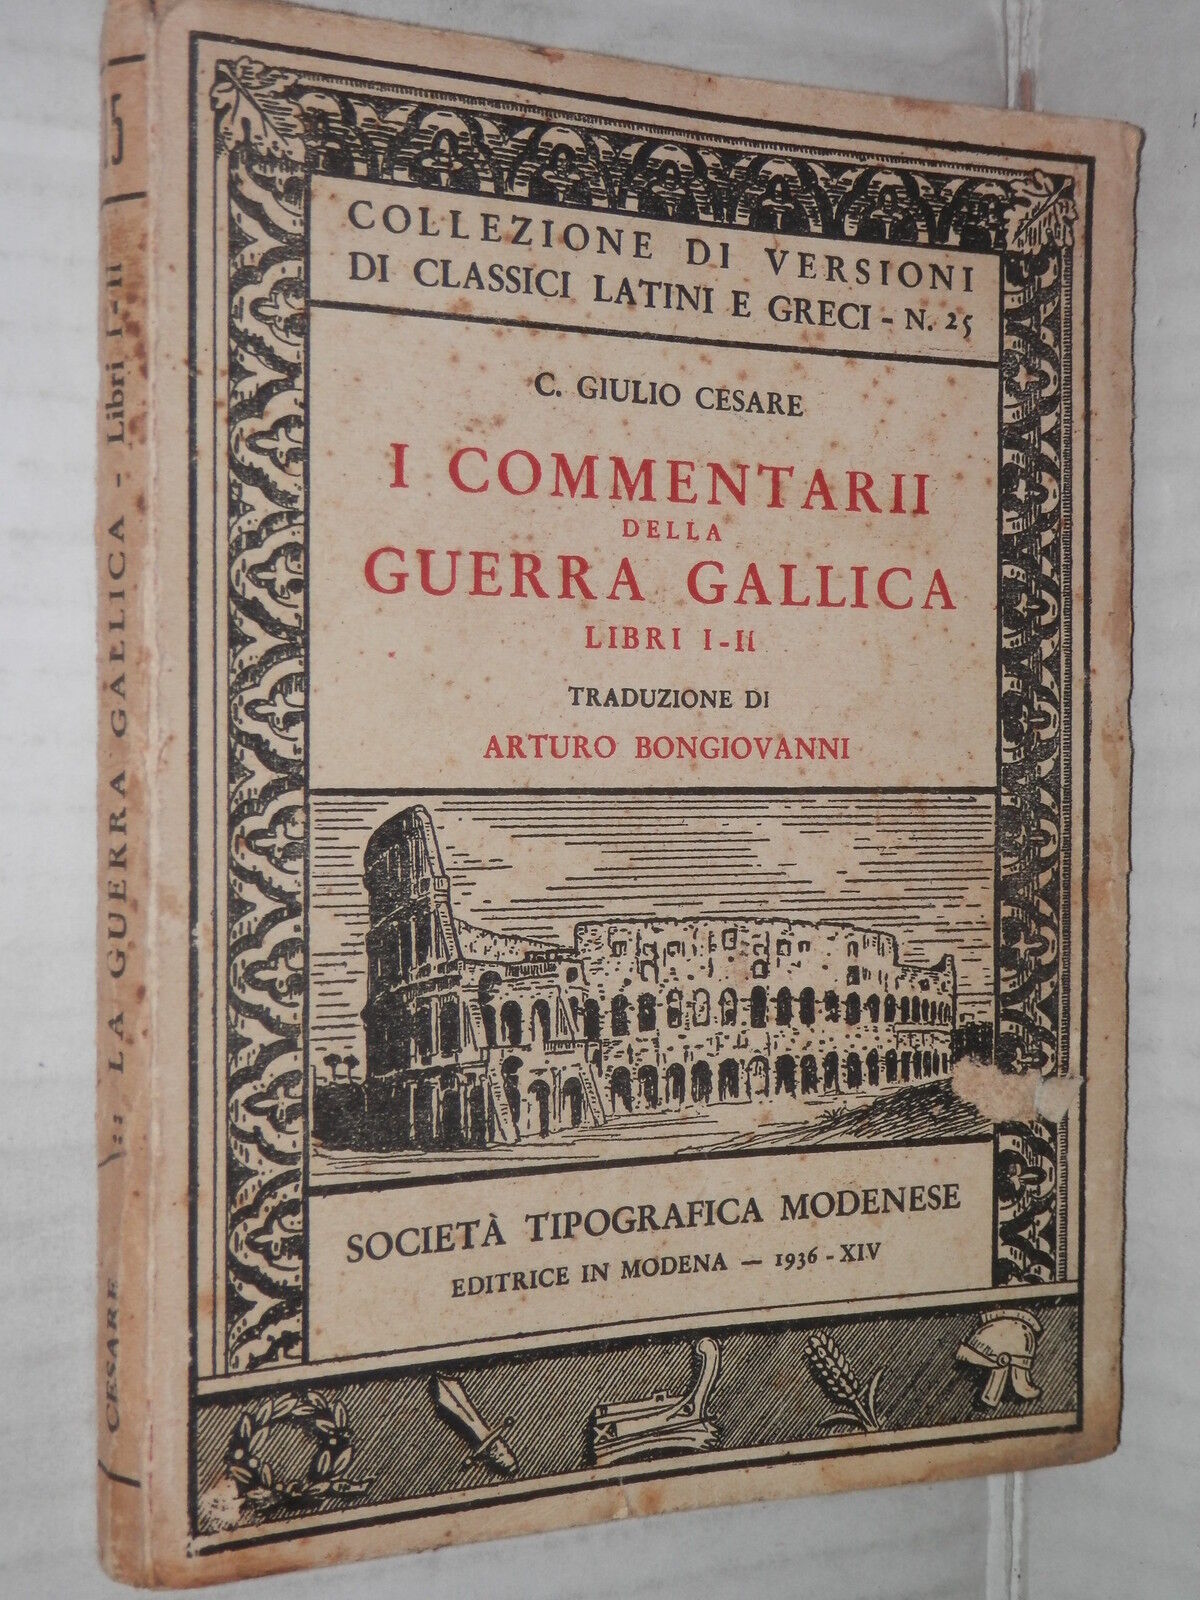 COLLEZIONE DI VERSIONI
DI CLASSICI LATINI E GRECI - N. 25
C. GIULIO CESARE
I COMMENTARII
DELLA
GUERRA GALLICA
LIBRI I-II
TRADUZIONE DI
ARTURO BONGIOVANNI
SOCIETÀ TIPOGRAFICA MODENESE
EDITRICE IN MODENA — 1936 - XIV
CESARE
LA GUERRA GALLICA - Libri I-II